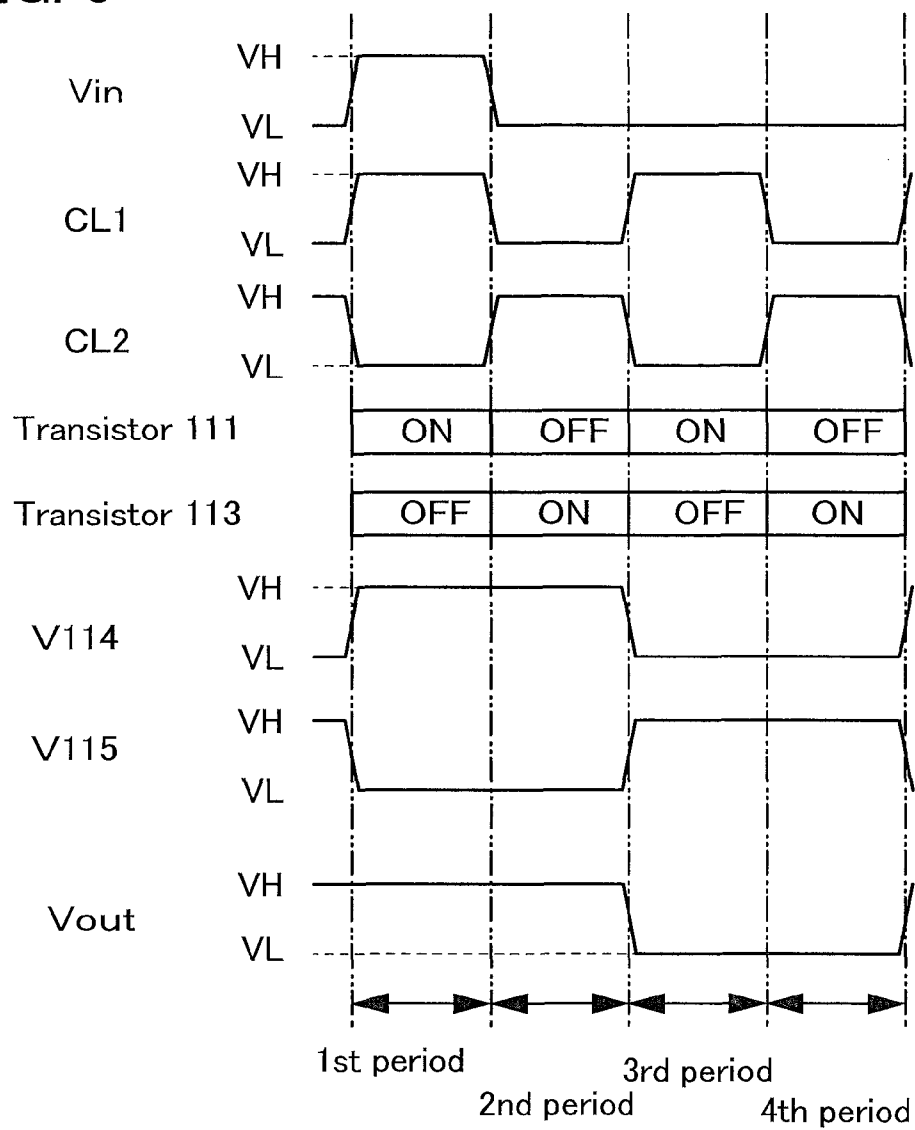 VH
Vin
VL
VH
CL1
VL
VH
CL2
VL
Transistor 111 ON OFF ON OFF
Transistor 113 OFF ON OFF ON
VH
V114
VL
VH
V115
VL
VH
Vout
VL
1st period
2nd period
3rd period
4th period